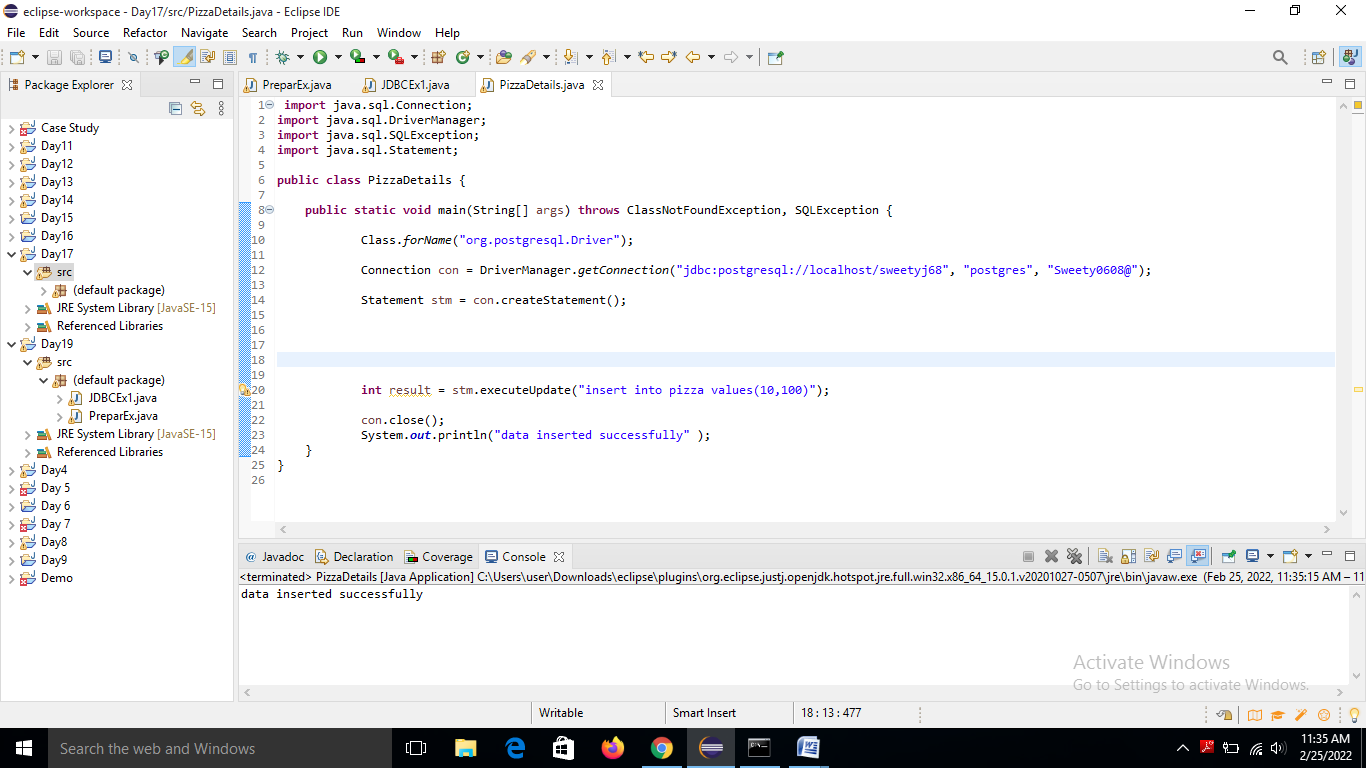 eclipse-workspace - Day17/src/PizzaDetails.java - Eclipse IDE
File Edit Source Refactor Navigate Search Project Run Window Help
Package Explorer
PreparEx.java JDBCEx1.java PizzaDetails.java
Case Study
Day11
Day12
Day13
Day14
Day15
Day16
Day17
src
(default package)
JRE System Library [JavaSE-15]
Referenced Libraries
Day19
src
(default package)
JDBCEx1.java
PreparEx.java
JRE System Library [JavaSE-15]
Referenced Libraries
Day4
Day 5
Day 6
Day 7
Day8
Day9
Demo
1 import java.sql.Connection;
2 import java.sql.DriverManager;
3 import java.sql.SQLException;
4 import java.sql.Statement;
5
6 public class PizzaDetails {
7
8 public static void main(String[] args) throws ClassNotFoundException, SQLException {
9
10 Class.forName("org.postgresql.Driver");
11
12 Connection con = DriverManager.getConnection("jdbc:postgresql://localhost/sweetyj68", "postgres", "Sweety0608@");
13
14 Statement stm = con.createStatement();
15
16
17
18
19
20 int result = stm.executeUpdate("insert into pizza values(10,100)");
21
22 con.close();
23 System.out.println("data inserted successfully" );
24 }
25 }
26
@ Javadoc Declaration Coverage Console
<terminated> PizzaDetails [Java Application] C:\Users\user\Downloads\eclipse\plugins\org.eclipse.justj.openjdk.hotspot.jre.full.win32.x86_64_15.0.1.v20201027-0507\jre\bin\javaw.exe (Feb 25, 2022, 11:35:15 AM – 11
data inserted successfully
Activate Windows
Go to Settings to activate Windows.
Writable Smart Insert 18 : 13 : 477
Search the web and Windows
11:35 AM
2/25/2022